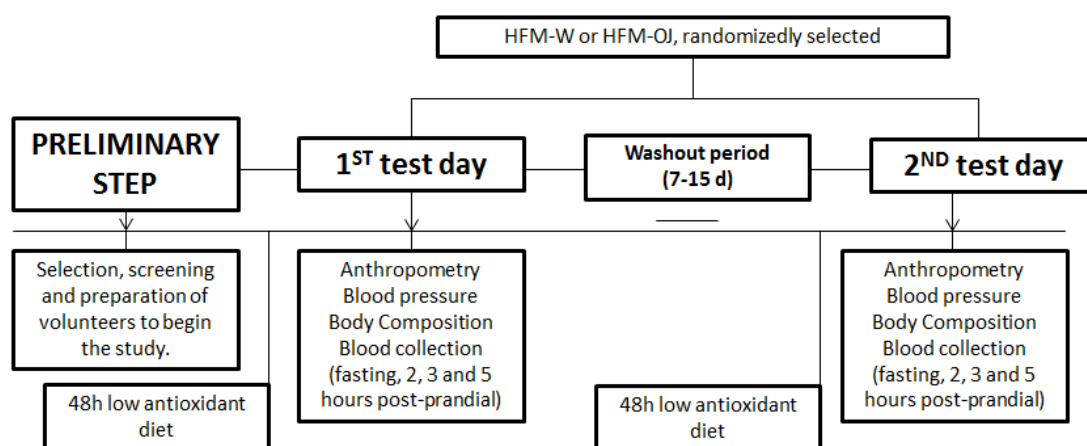 HFM-W or HFM-OJ, randomizedly selected
PRELIMINARY
STEP
1ST test day
Washout period
(7-15 d)
2ND test day
Selection, screening
and preparation of
volunteers to begin
the study.
Anthropometry
Blood pressure
Body Composition
Blood collection
(fasting, 2, 3 and 5
hours post-prandial)
Anthropometry
Blood pressure
Body Composition
Blood collection
(fasting, 2, 3 and 5
hours post-prandial)
48h low antioxidant
diet
48h low antioxidant
diet